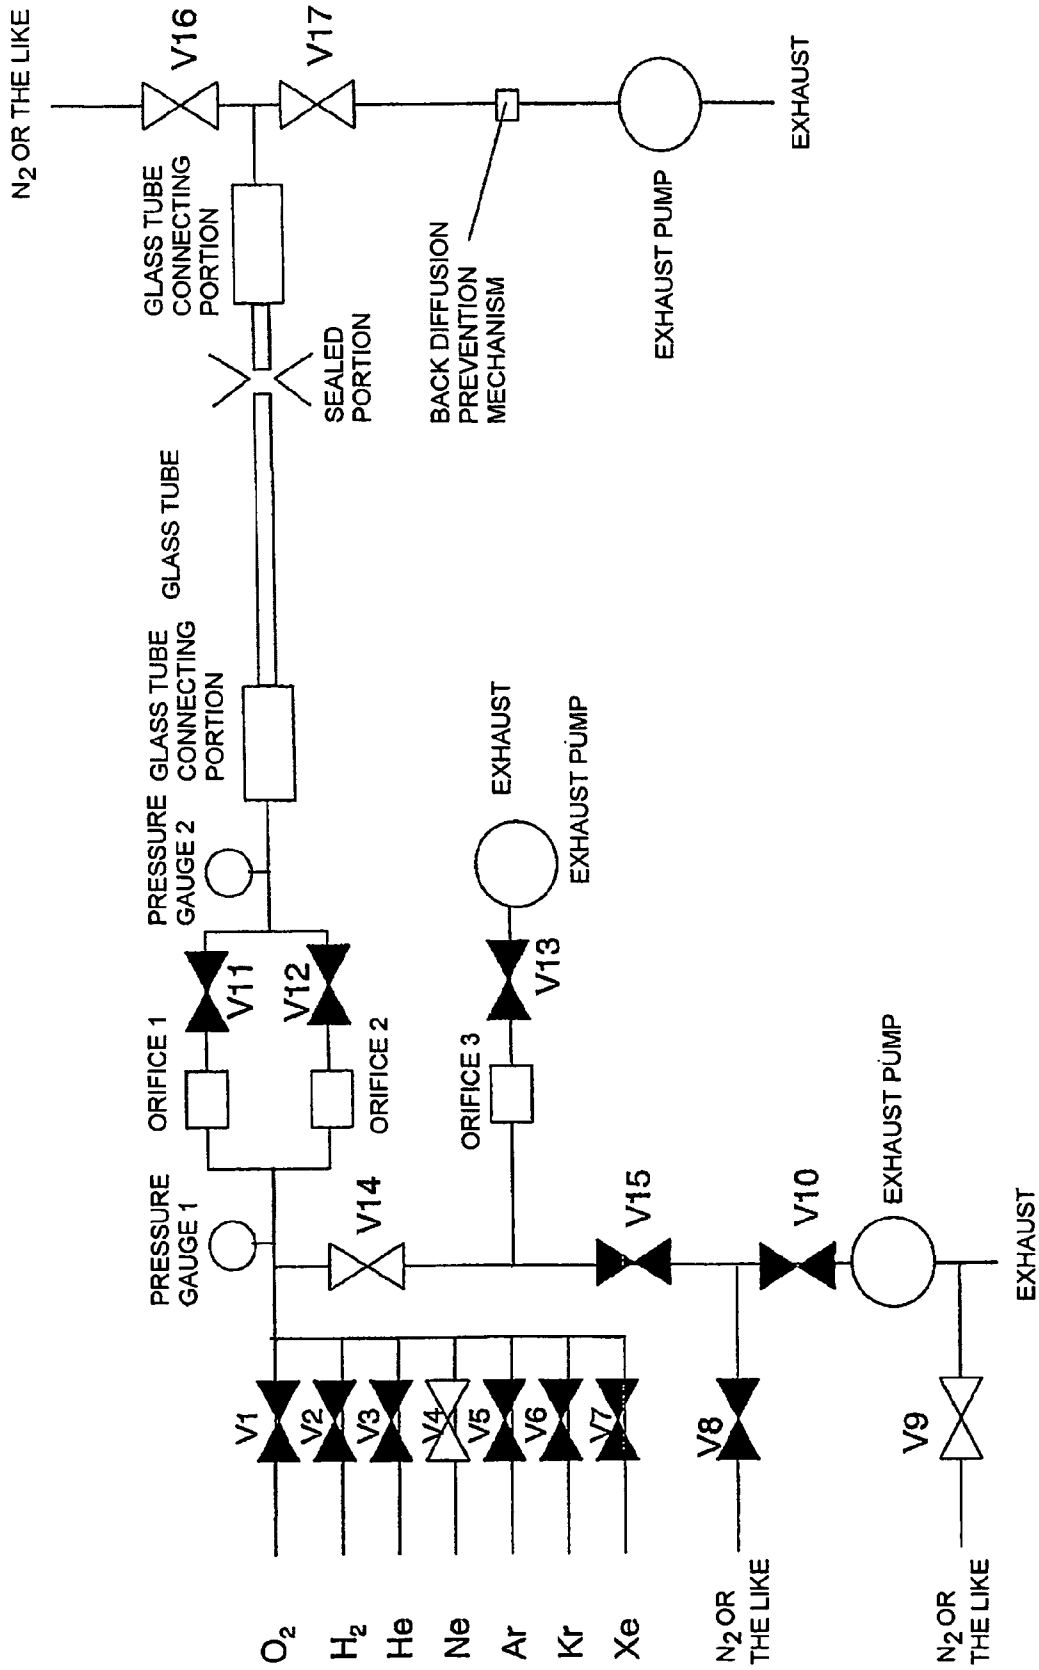 O2
H2
He
Ne
Ar
Kr
Xe
N2 OR
THE LIKE
N2 OR
THE LIKE
V1
V2
V3
V4
V5
V6
V7
V8
V9
PRESSURE
GAUGE 1
V14
V15
V10
EXHAUST PUMP
EXHAUST
ORIFICE 1
ORIFICE 2
ORIFICE 3
V11
V12
V13
EXHAUST
EXHAUST PUMP
PRESSURE
GAUGE 2
GLASS TUBE
CONNECTING
PORTION
GLASS TUBE
SEALED
PORTION
GLASS TUBE
CONNECTING
PORTION
BACK DIFFUSION
PREVENTION
MECHANISM
EXHAUST PUMP
EXHAUST
N2 OR THE LIKE
V16
V17